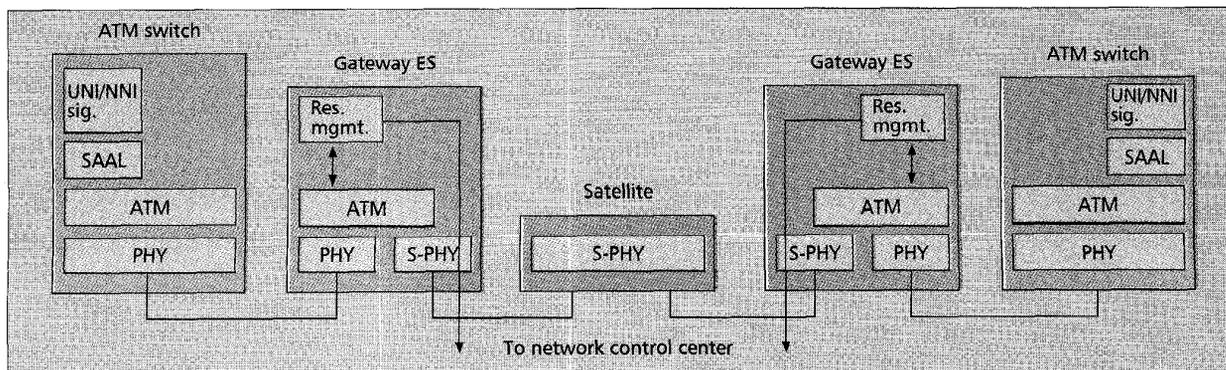 ATM switch
UNI/NNI
sig.
SAAL
ATM
PHY
Gateway ES
Res.
mgmt.
ATM
PHY
S-PHY
Satellite
S-PHY
Gateway ES
Res.
mgmt.
ATM
S-PHY
PHY
ATM switch
UNI/NNI
sig.
SAAL
ATM
PHY
To network control center